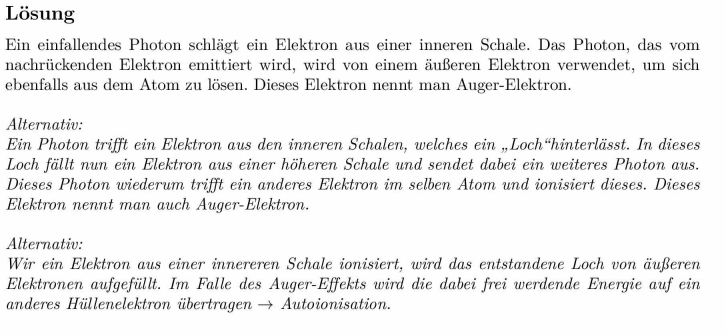 Lösung
Ein einfallendes Photon schlägt ein Elektron aus einer inneren Schale. Das Photon, das vom
nachrückenden Elektron emittiert wird, wird von einem äußeren Elektron verwendet, um sich
ebenfalls aus dem Atom zu lösen. Dieses Elektron nennt man Auger-Elektron.
Alternativ:
Ein Photon trifft ein Elektron aus den inneren Schalen, welches ein „Loch“hinterlässt. In dieses
Loch fällt nun ein Elektron aus einer höheren Schale und sendet dabei ein weiteres Photon aus.
Dieses Photon wiederum trifft ein anderes Elektron im selben Atom und ionisiert dieses. Dieses
Elektron nennt man auch Auger-Elektron.
Alternativ:
Wir ein Elektron aus einer innereren Schale ionisiert, wird das entstandene Loch von äußeren
Elektronen aufgefüllt. Im Falle des Auger-Effekts wird die dabei frei werdende Energie auf ein
anderes Hüllenelektron übertragen → Autoionisation.